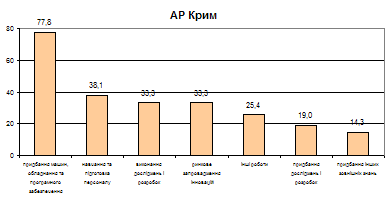 АР Крим
80
60
40
20
0
77,8
38,1
33,3
33,3
25,4
19,0
14,3
придбання машин,
обладнання та
програмного
забезпечення
навчання та
підготовка
персоналу
виконання
досліджень і
розробок
ринкове
запровадження
інновацій
інші роботи
придбання
досліджень і
розробок
придбання інших
зовнішніх знань